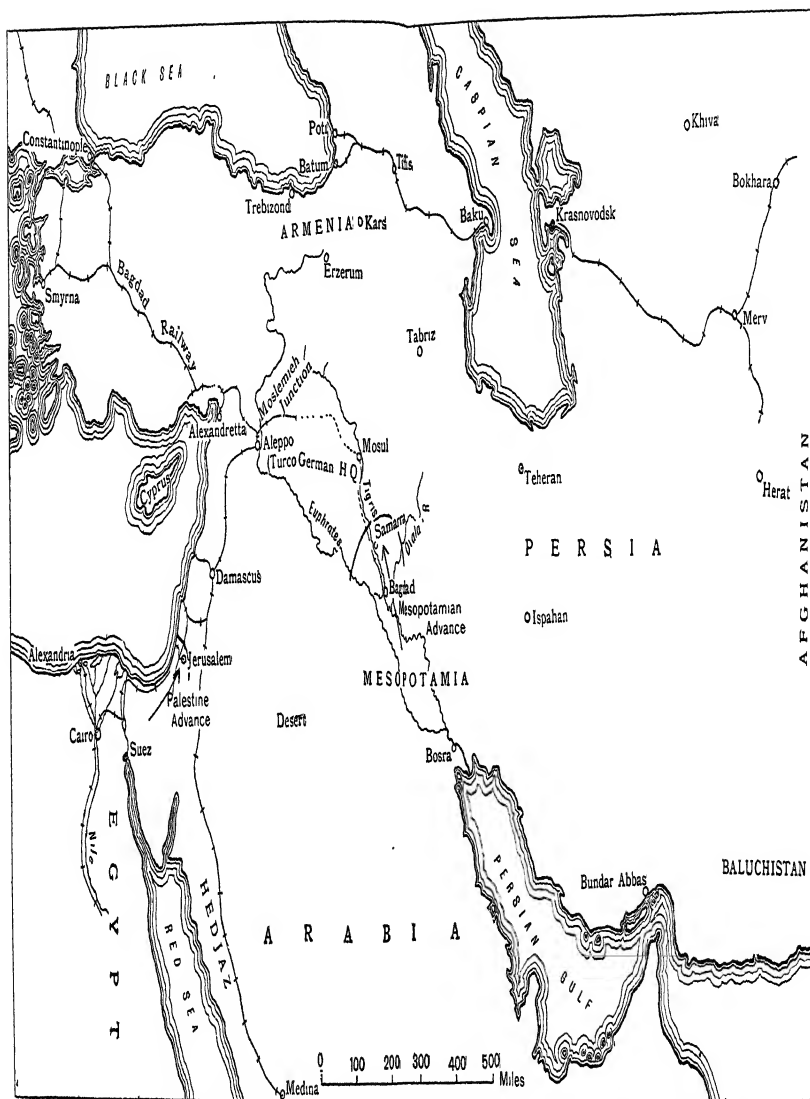 BLACK SEA
CASPIAN SEA
Khiva
Constantinople
Poti
Batum
Tiflis
Bokhara
Trebizond
Baku
Krasnovodsk
ARMENIA
Kars
Erzerum
Smyrna
Bagdad Railway
Merv
Tabriz
Moslemieh Junction
Alexandretta
Aleppo
Mosul
(Turco German H Q)
Teheran
Herat
Cyprus
Tigris
Euphrates
Samarra
Diala R
PERSIA
AFGHANISTAN
Damascus
Bagdad
Mesopotamian
Advance
Ispahan
Alexandria
Jerusalem
MESOPOTAMIA
Palestine
Advance
Desert
Cairo
Suez
Bosra
Nile
EGYPT
HEDJAZ
RED SEA
ARABIA
PERSIAN GULF
Bundar Abbas
BALUCHISTAN
0 100 200 300 400 500
Miles
Medina